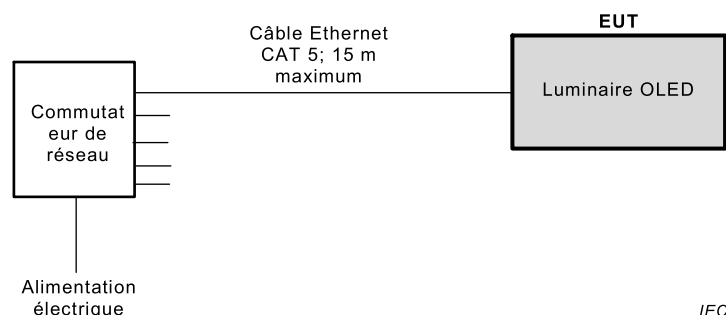 EUT
Câble Ethernet
CAT 5; 15 m
maximum
Luminaire OLED
Commutat
eur de
réseau
Alimentation
électrique
IEC